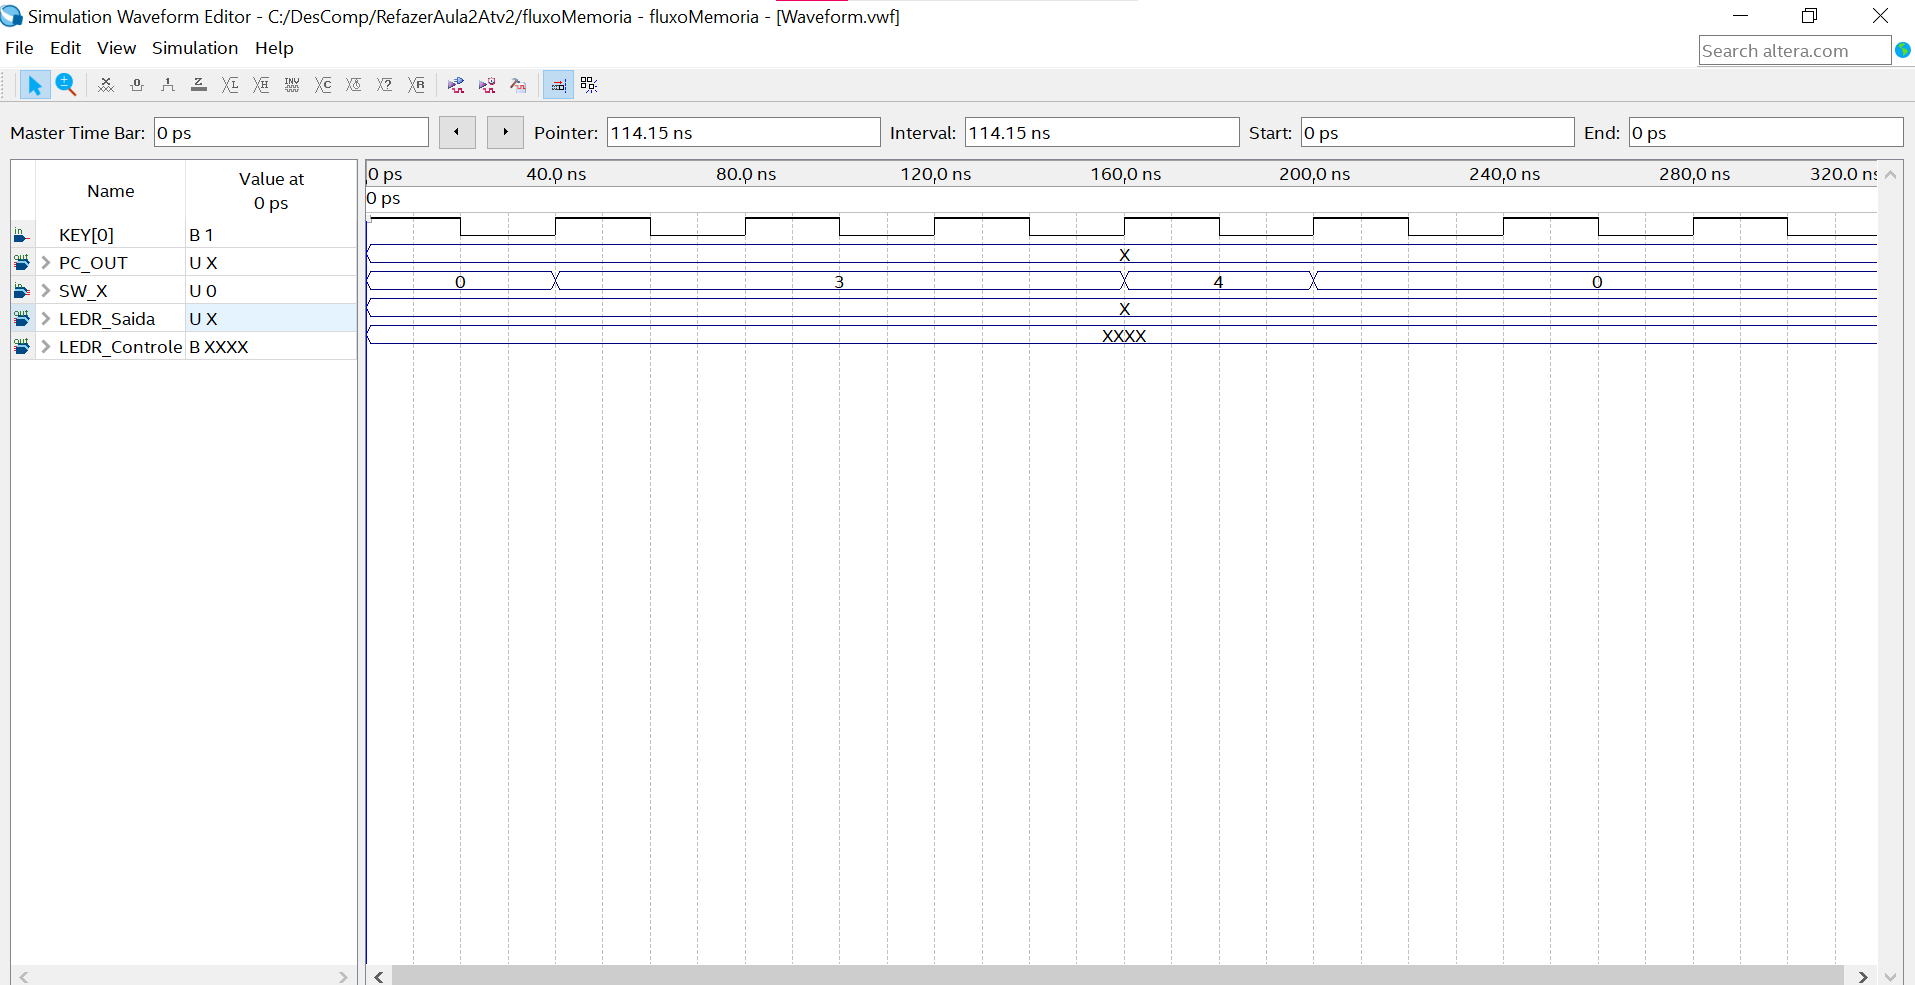 Simulation Waveform Editor - C:/DesComp/RefazerAula2Atv2/fluxoMemoria - fluxoMemoria - [Waveform.vwf]
File Edit View Simulation Help
Search altera.com
Master Time Bar: 0 ps Pointer: 114.15 ns Interval: 114.15 ns Start: 0 ps End: 0 ps
Name Value at 0 ps
0 ps 40.0 ns 80.0 ns 120.0 ns 160.0 ns 200.0 ns 240.0 ns 280.0 ns 320.0 ns
0 ps
KEY[0] B 1
PC_OUT U X X
SW_X U 0 0 3 4 0
LEDR_Saida U X X
LEDR_Controle B XXXX XXXX